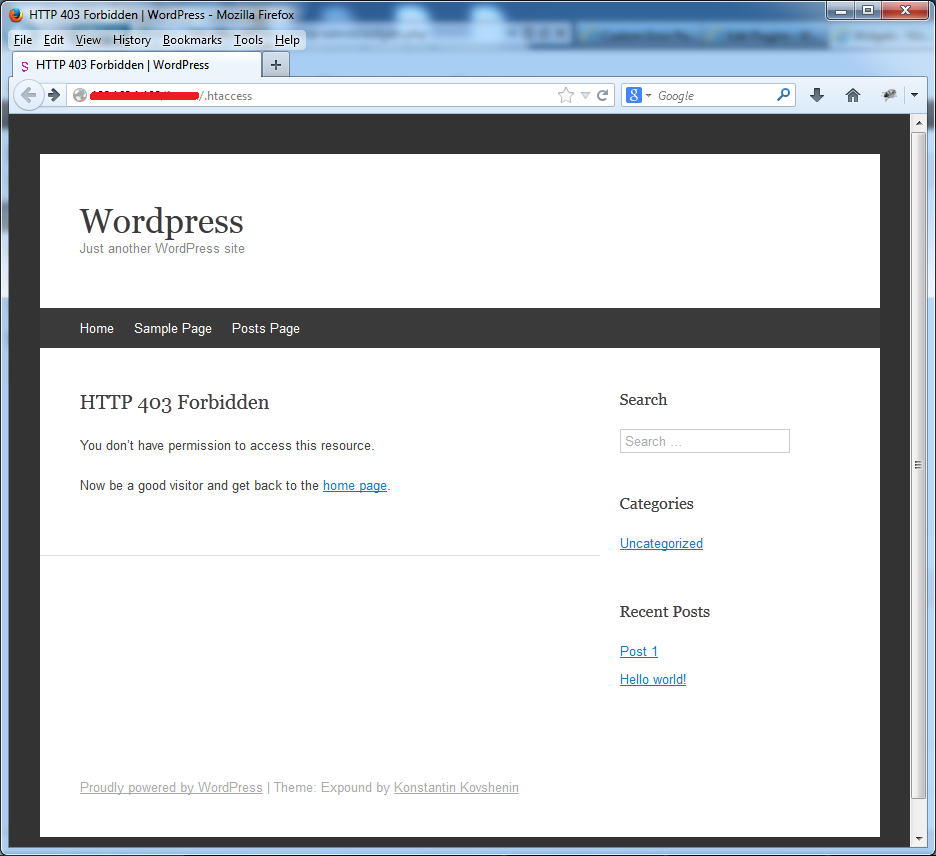 HTTP 403 Forbidden | WordPress - Mozilla Firefox
File Edit View History Bookmarks Tools Help
HTTP 403 Forbidden | WordPress
/.htaccess
Google
Wordpress
Just another WordPress site
Home Sample Page Posts Page
HTTP 403 Forbidden
You don't have permission to access this resource.
Now be a good visitor and get back to the home page.
Search
Search ...
Categories
Uncategorized
Recent Posts
Post 1
Hello world!
Proudly powered by WordPress | Theme: Expound by Konstantin Kovshenin